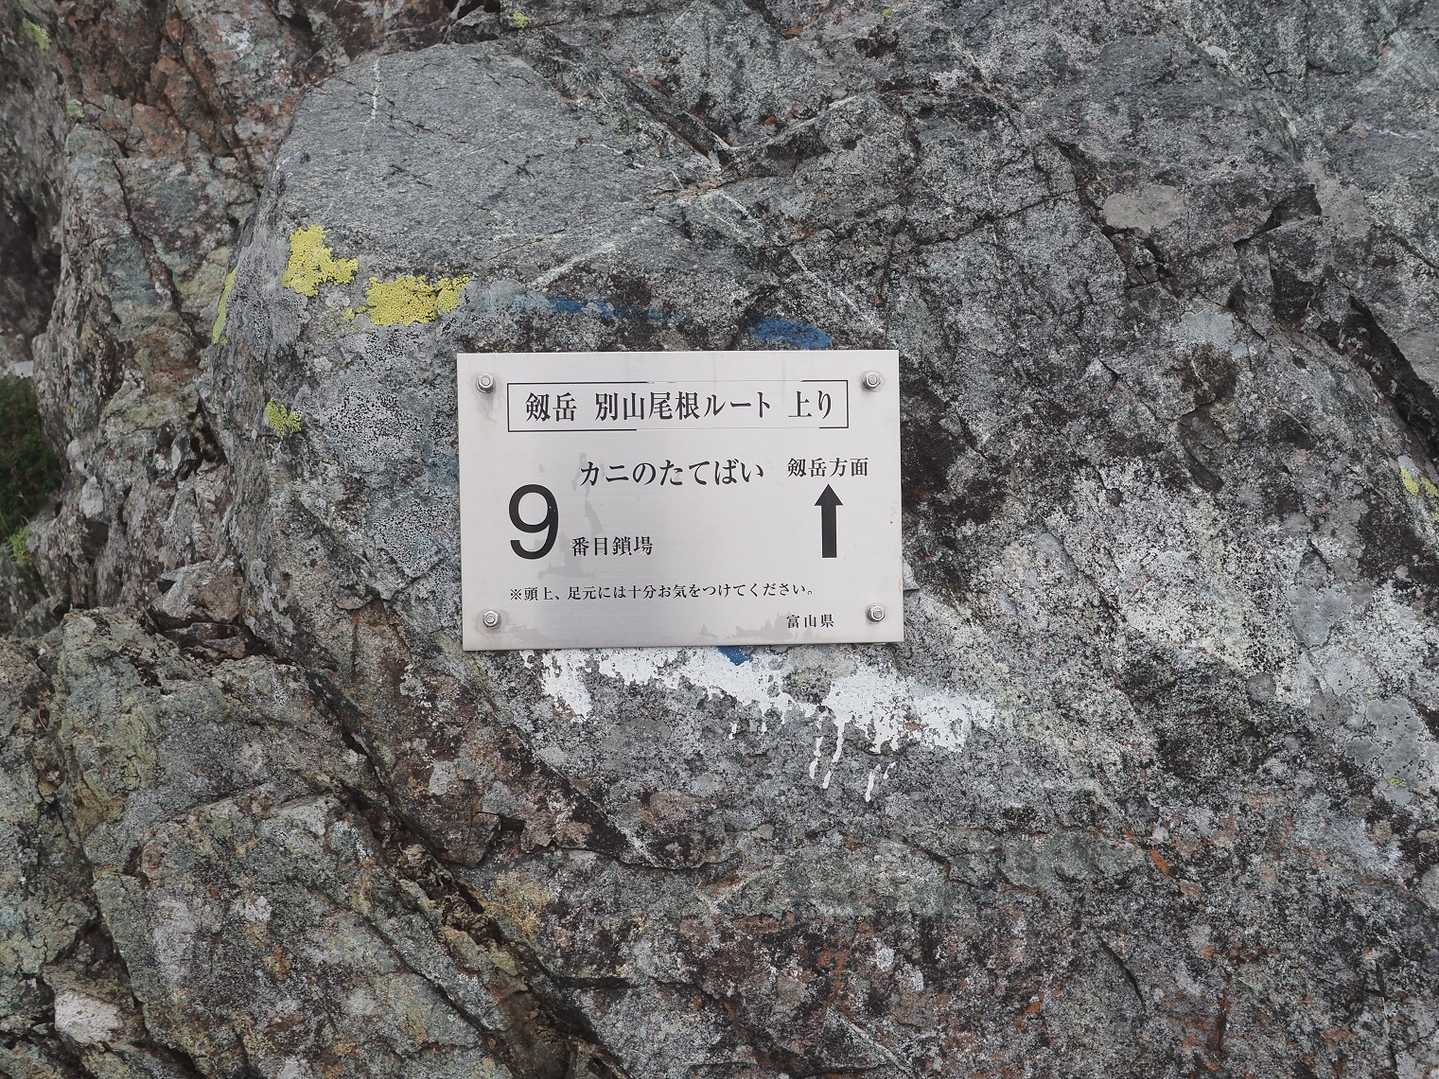 剱岳 別山尾根ルート 上り
カニのたてばい 剱岳方面
9 番目鎖場
※頭上、足元には十分お気をつけてください。
富山県